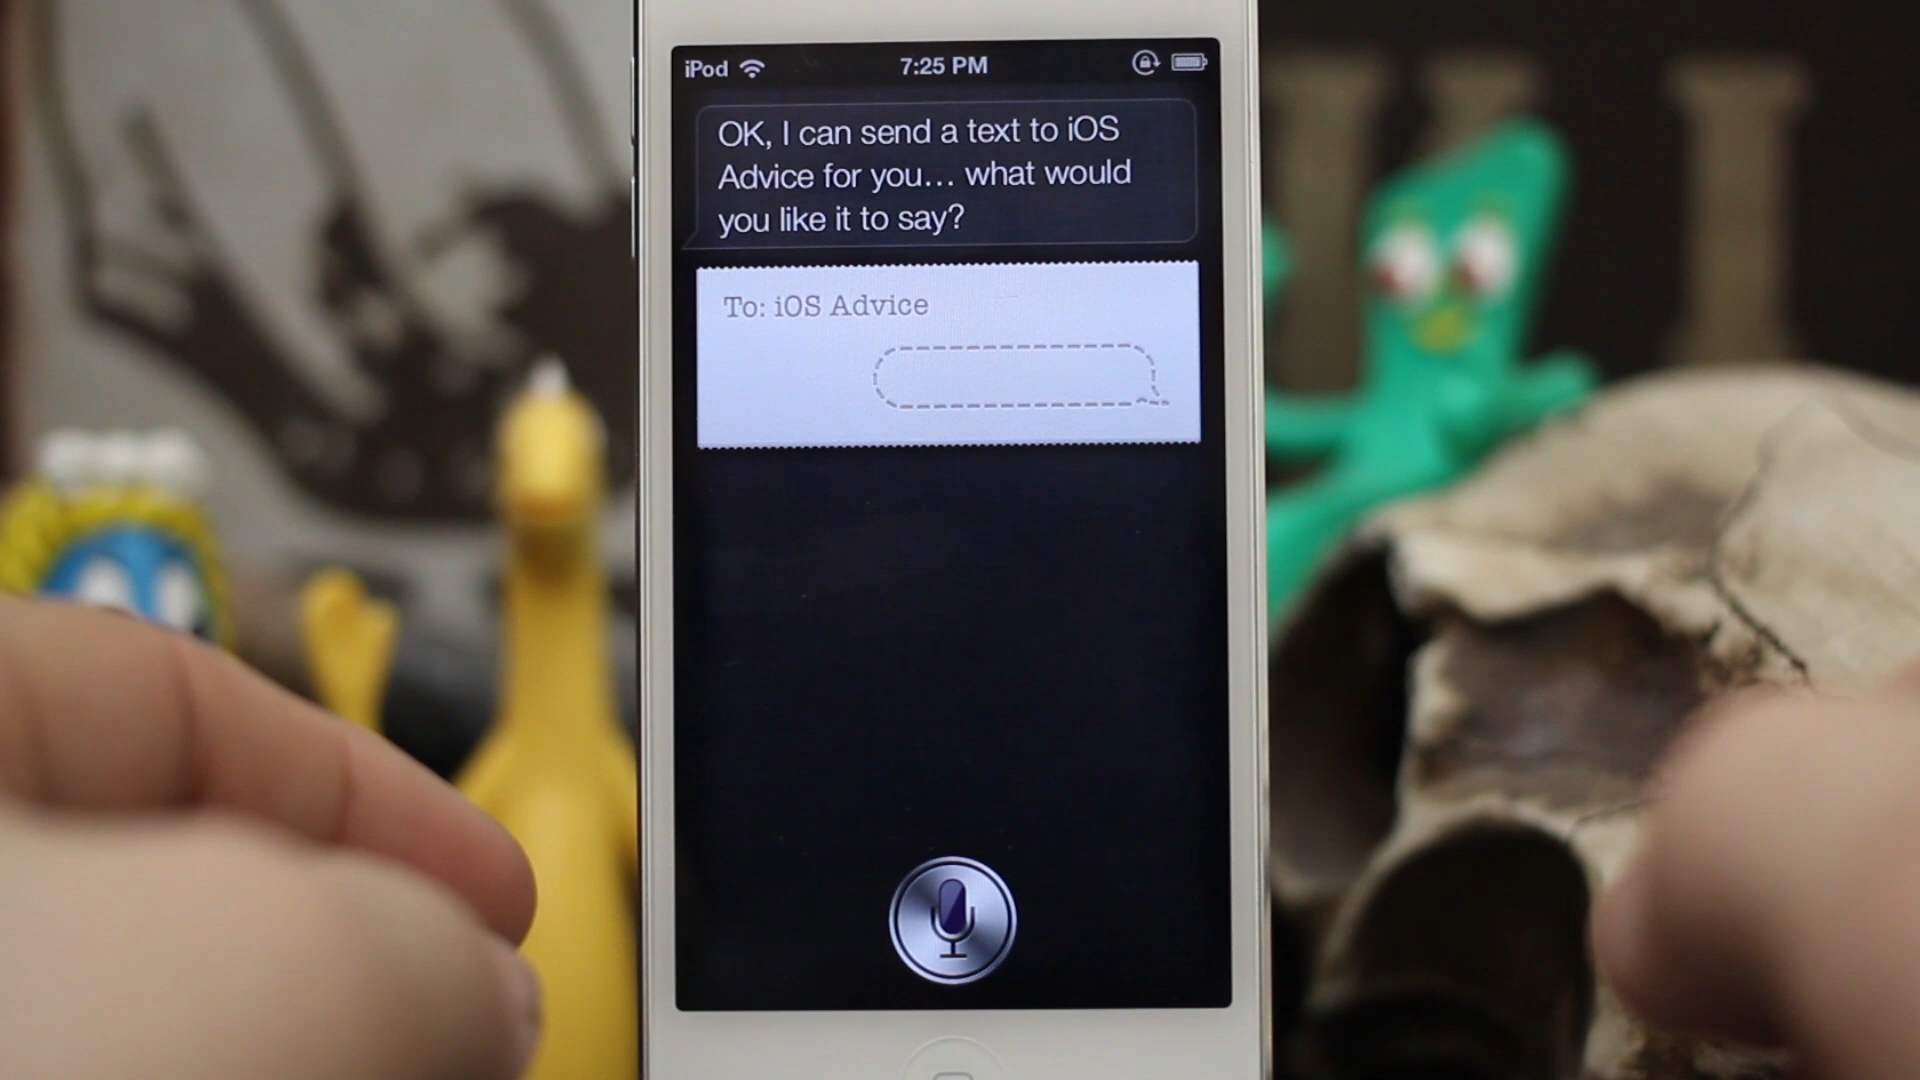 iPod 7:25 PM
OK, I can send a text to iOS
Advice for you... what would
you like it to say?
To: iOS Advice